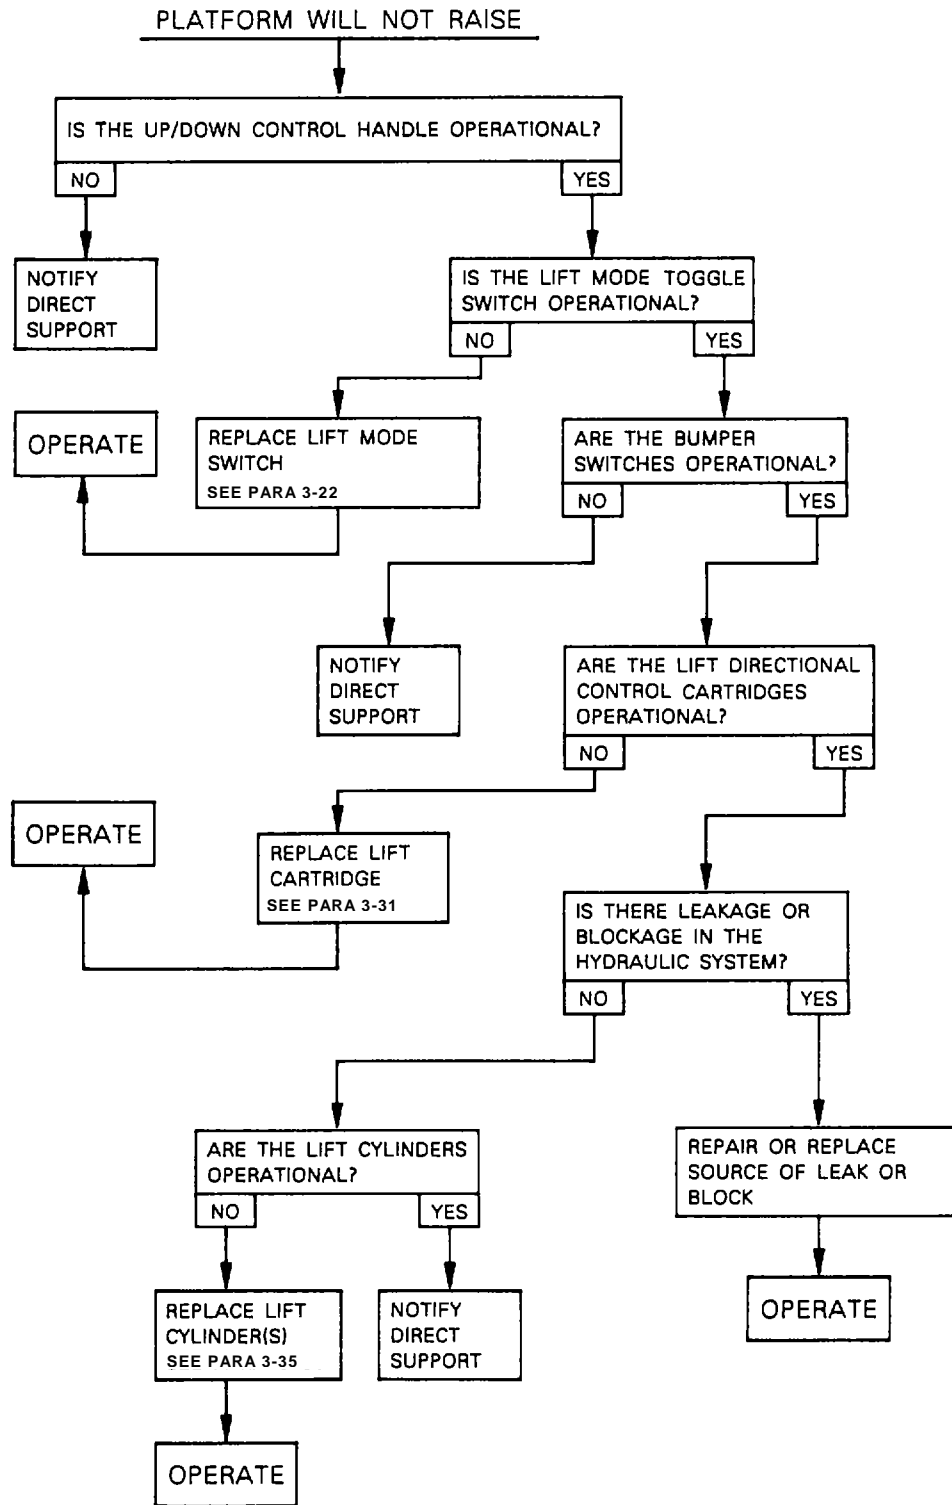 PLATFORM WILL NOT RAISE
IS THE UP/DOWN CONTROL HANDLE OPERATIONAL?
NO
YES
NOTIFY
DIRECT
SUPPORT
IS THE LIFT MODE TOGGLE
SWITCH OPERATIONAL?
NO
YES
OPERATE
REPLACE LIFT MODE
SWITCH
SEE PARA 3-22
ARE THE BUMPER
SWITCHES OPERATIONAL?
NO
YES
NOTIFY
DIRECT
SUPPORT
ARE THE LIFT DIRECTIONAL
CONTROL CARTRIDGES
OPERATIONAL?
NO
YES
OPERATE
REPLACE LIFT
CARTRIDGE
SEE PARA 3-31
IS THERE LEAKAGE OR
BLOCKAGE IN THE
HYDRAULIC SYSTEM?
NO
YES
ARE THE LIFT CYLINDERS
OPERATIONAL?
NO
YES
REPAIR OR REPLACE
SOURCE OF LEAK OR
BLOCK
REPLACE LIFT
CYLINDER(S)
SEE PARA 3-35
NOTIFY
DIRECT
SUPPORT
OPERATE
OPERATE